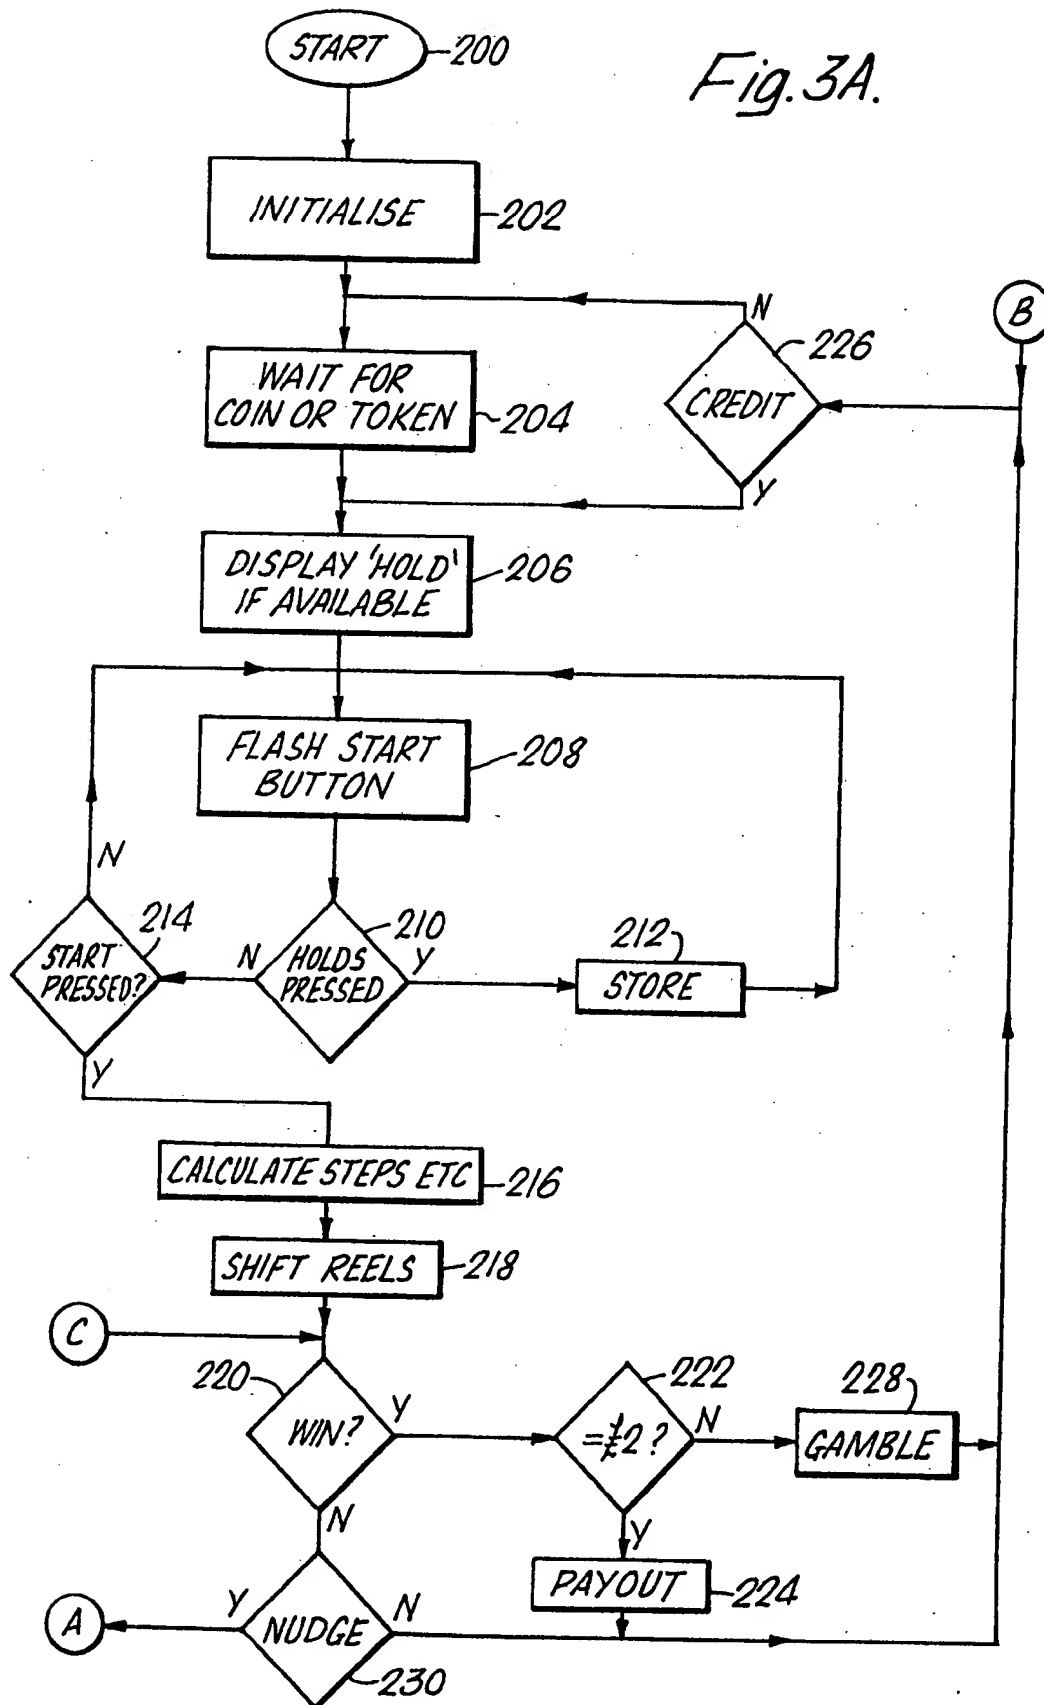 START
200
Fig. 3A.
INITIALISE
202
B
N
226
WAIT FOR
COIN OR TOKEN
204
CREDIT
Y
DISPLAY 'HOLD'
IF AVAILABLE
206
FLASH START
BUTTON
208
N
214
START
PRESSED?
N
210
HOLDS
PRESSED
Y
212
STORE
Y
CALCULATE STEPS ETC
216
SHIFT REELS
218
C
220
WIN?
Y
222
=£2?
N
228
GAMBLE
N
Y
PAYOUT
224
A
Y
NUDGE
N
230